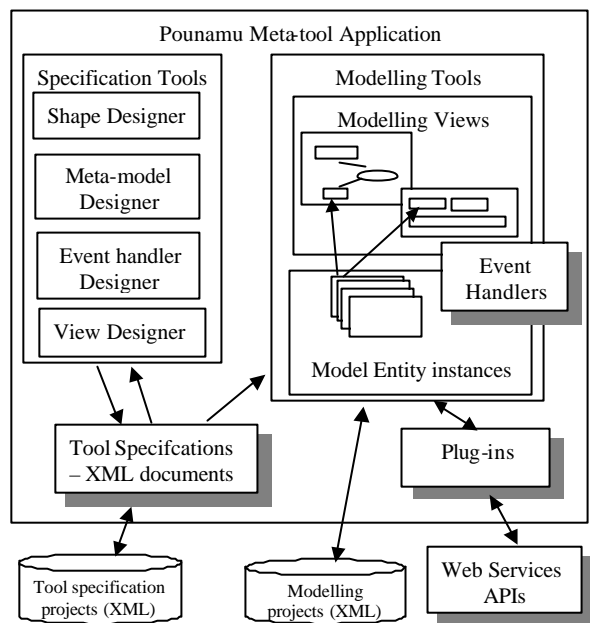 Pounamu Meta-tool Application
Specification Tools
Shape Designer
Meta-model
Designer
Event handler
Designer
View Designer
Modelling Tools
Modelling Views
Event
Handlers
Model Entity instances
Tool Specifcations
– XML documents
Plug-ins
Tool specification
projects (XML)
Modelling
projects (XML)
Web Services
APIs